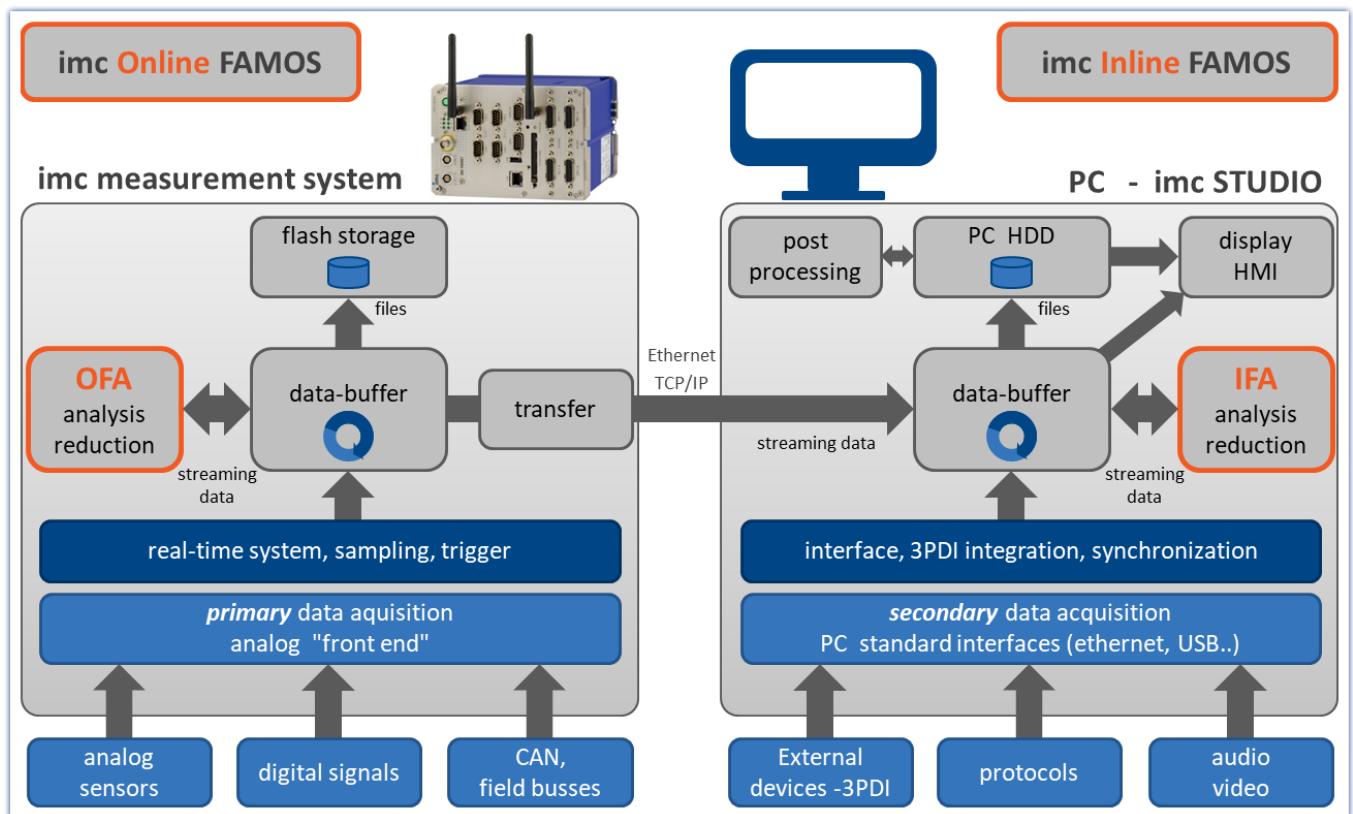 imc Online FAMOS
imc Inline FAMOS
imc measurement system
PC - imc STUDIO
flash storage
files
OFA
analysis
reduction
data-buffer
streaming
data
transfer
Ethernet
TCP/IP
streaming data
real-time system, sampling, trigger
primary data aquisition
analog "front end"
analog
sensors
digital signals
CAN,
field busses
post
processing
PC HDD
display
HMI
files
data-buffer
IFA
analysis
reduction
streaming
data
interface, 3PDI integration, synchronization
secondary data acquisition
PC standard interfaces (ethernet, USB..)
External
devices -3PDI
protocols
audio
video